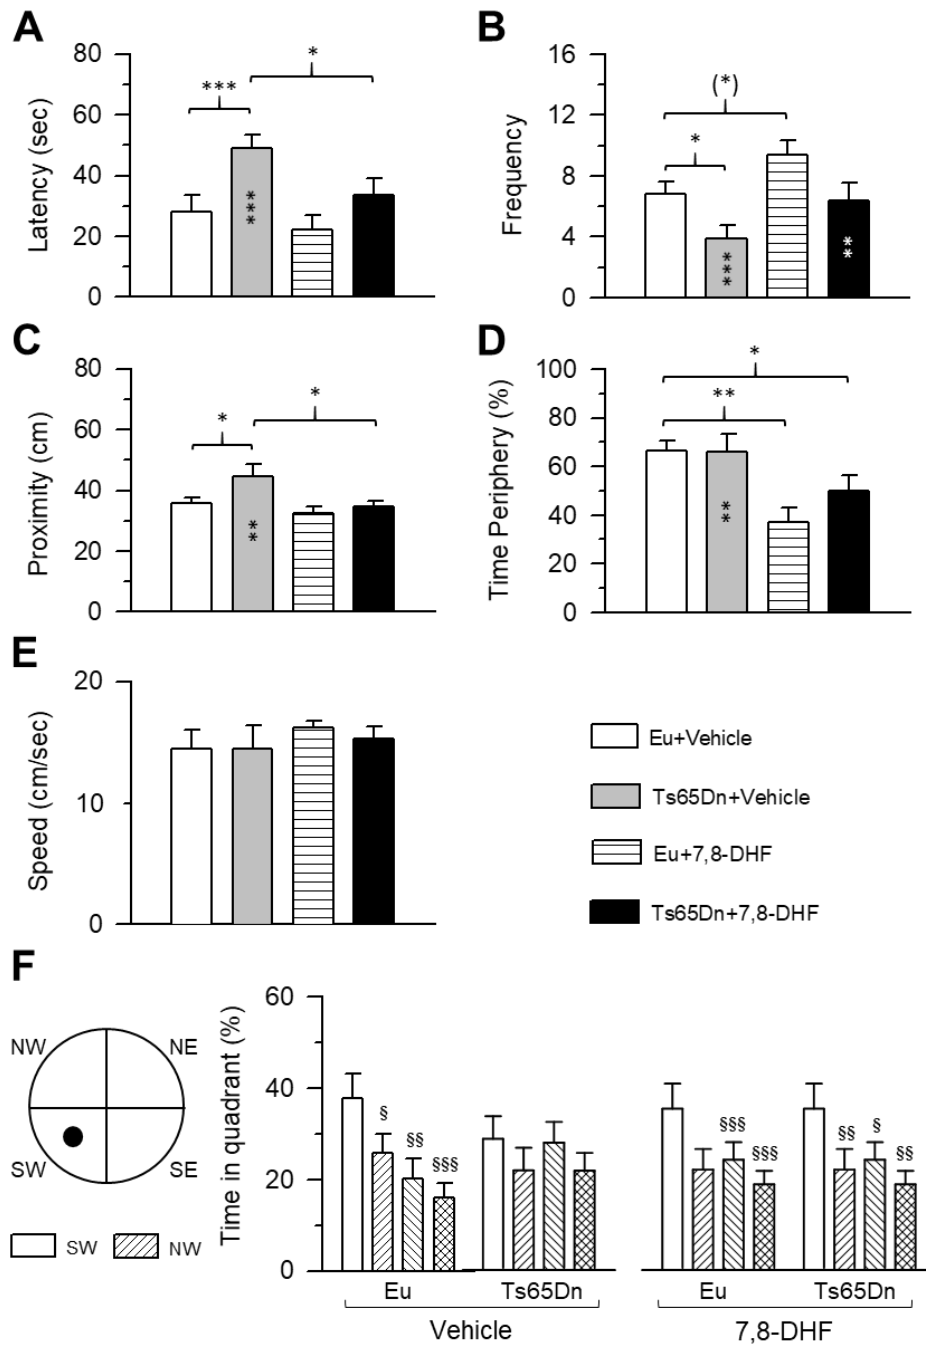 A
Latency (sec)
80
60
40
20
0
***
*
***
B
Frequency
16
12
8
4
0
(*)
*
***
**
C
Proximity (cm)
80
60
40
20
0
*
*
**
D
Time Periphery (%)
100
80
60
40
20
0
*
**
**
E
Speed (cm/sec)
20
10
0
Eu+Vehicle
Ts65Dn+Vehicle
Eu+7,8-DHF
Ts65Dn+7,8-DHF
F
NW
NE
SW
SE
SW
NW
Time in quadrant (%)
60
40
20
0
§
§§
§§§
§§§
§§§
§§
§
§§
Eu
Ts65Dn
Eu
Ts65Dn
Vehicle
7,8-DHF